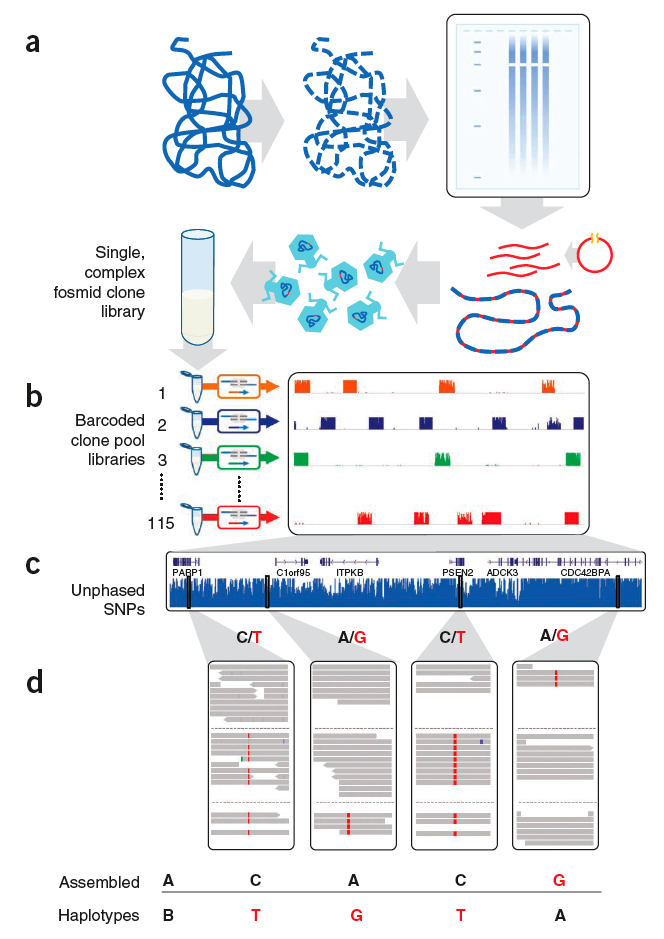 a
Single,
complex
fosmid clone
library
b
1
Barcoded
clone pool
libraries
2
3
115
c
PARP1 C1orf95 ITPKB PSEN2 ADCK3 CDC42BPA
Unphased
SNPs
C/T A/G C/T A/G
d
Assembled A C A C G
Haplotypes B T G T A